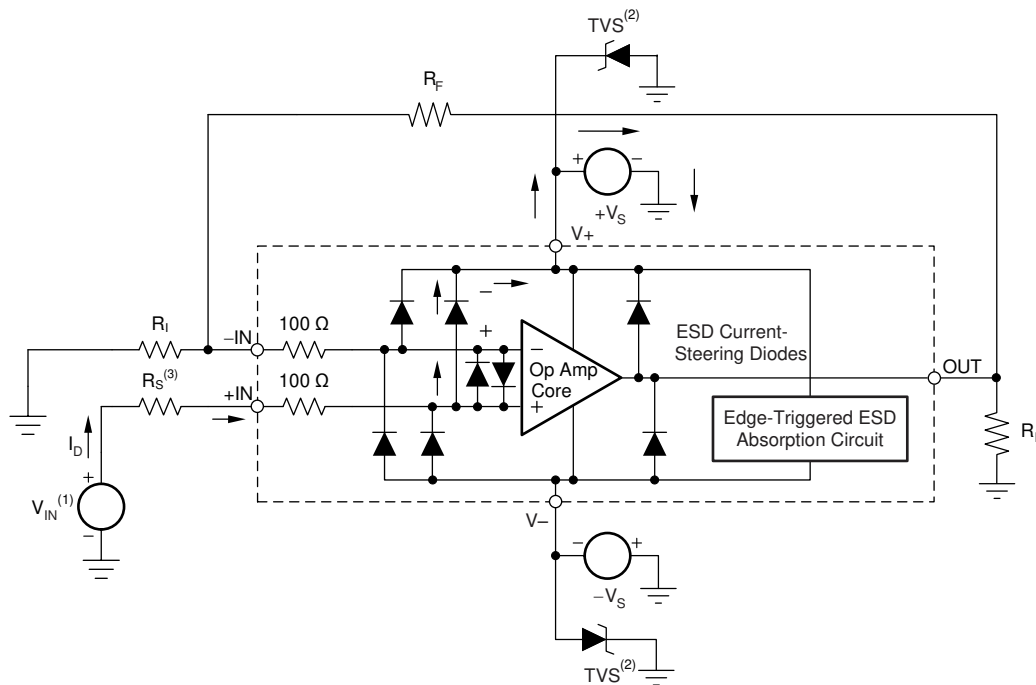 TVS(2)
RF
+ −
+VS
V+
−
RI
−IN
100 Ω
+
−
Op Amp
Core
+
ESD Current-
Steering Diodes
OUT
RS(3)
+IN
100 Ω
Edge-Triggered ESD
Absorption Circuit
ID
+
VIN(1)
−
V−
− +
−VS
TVS(2)